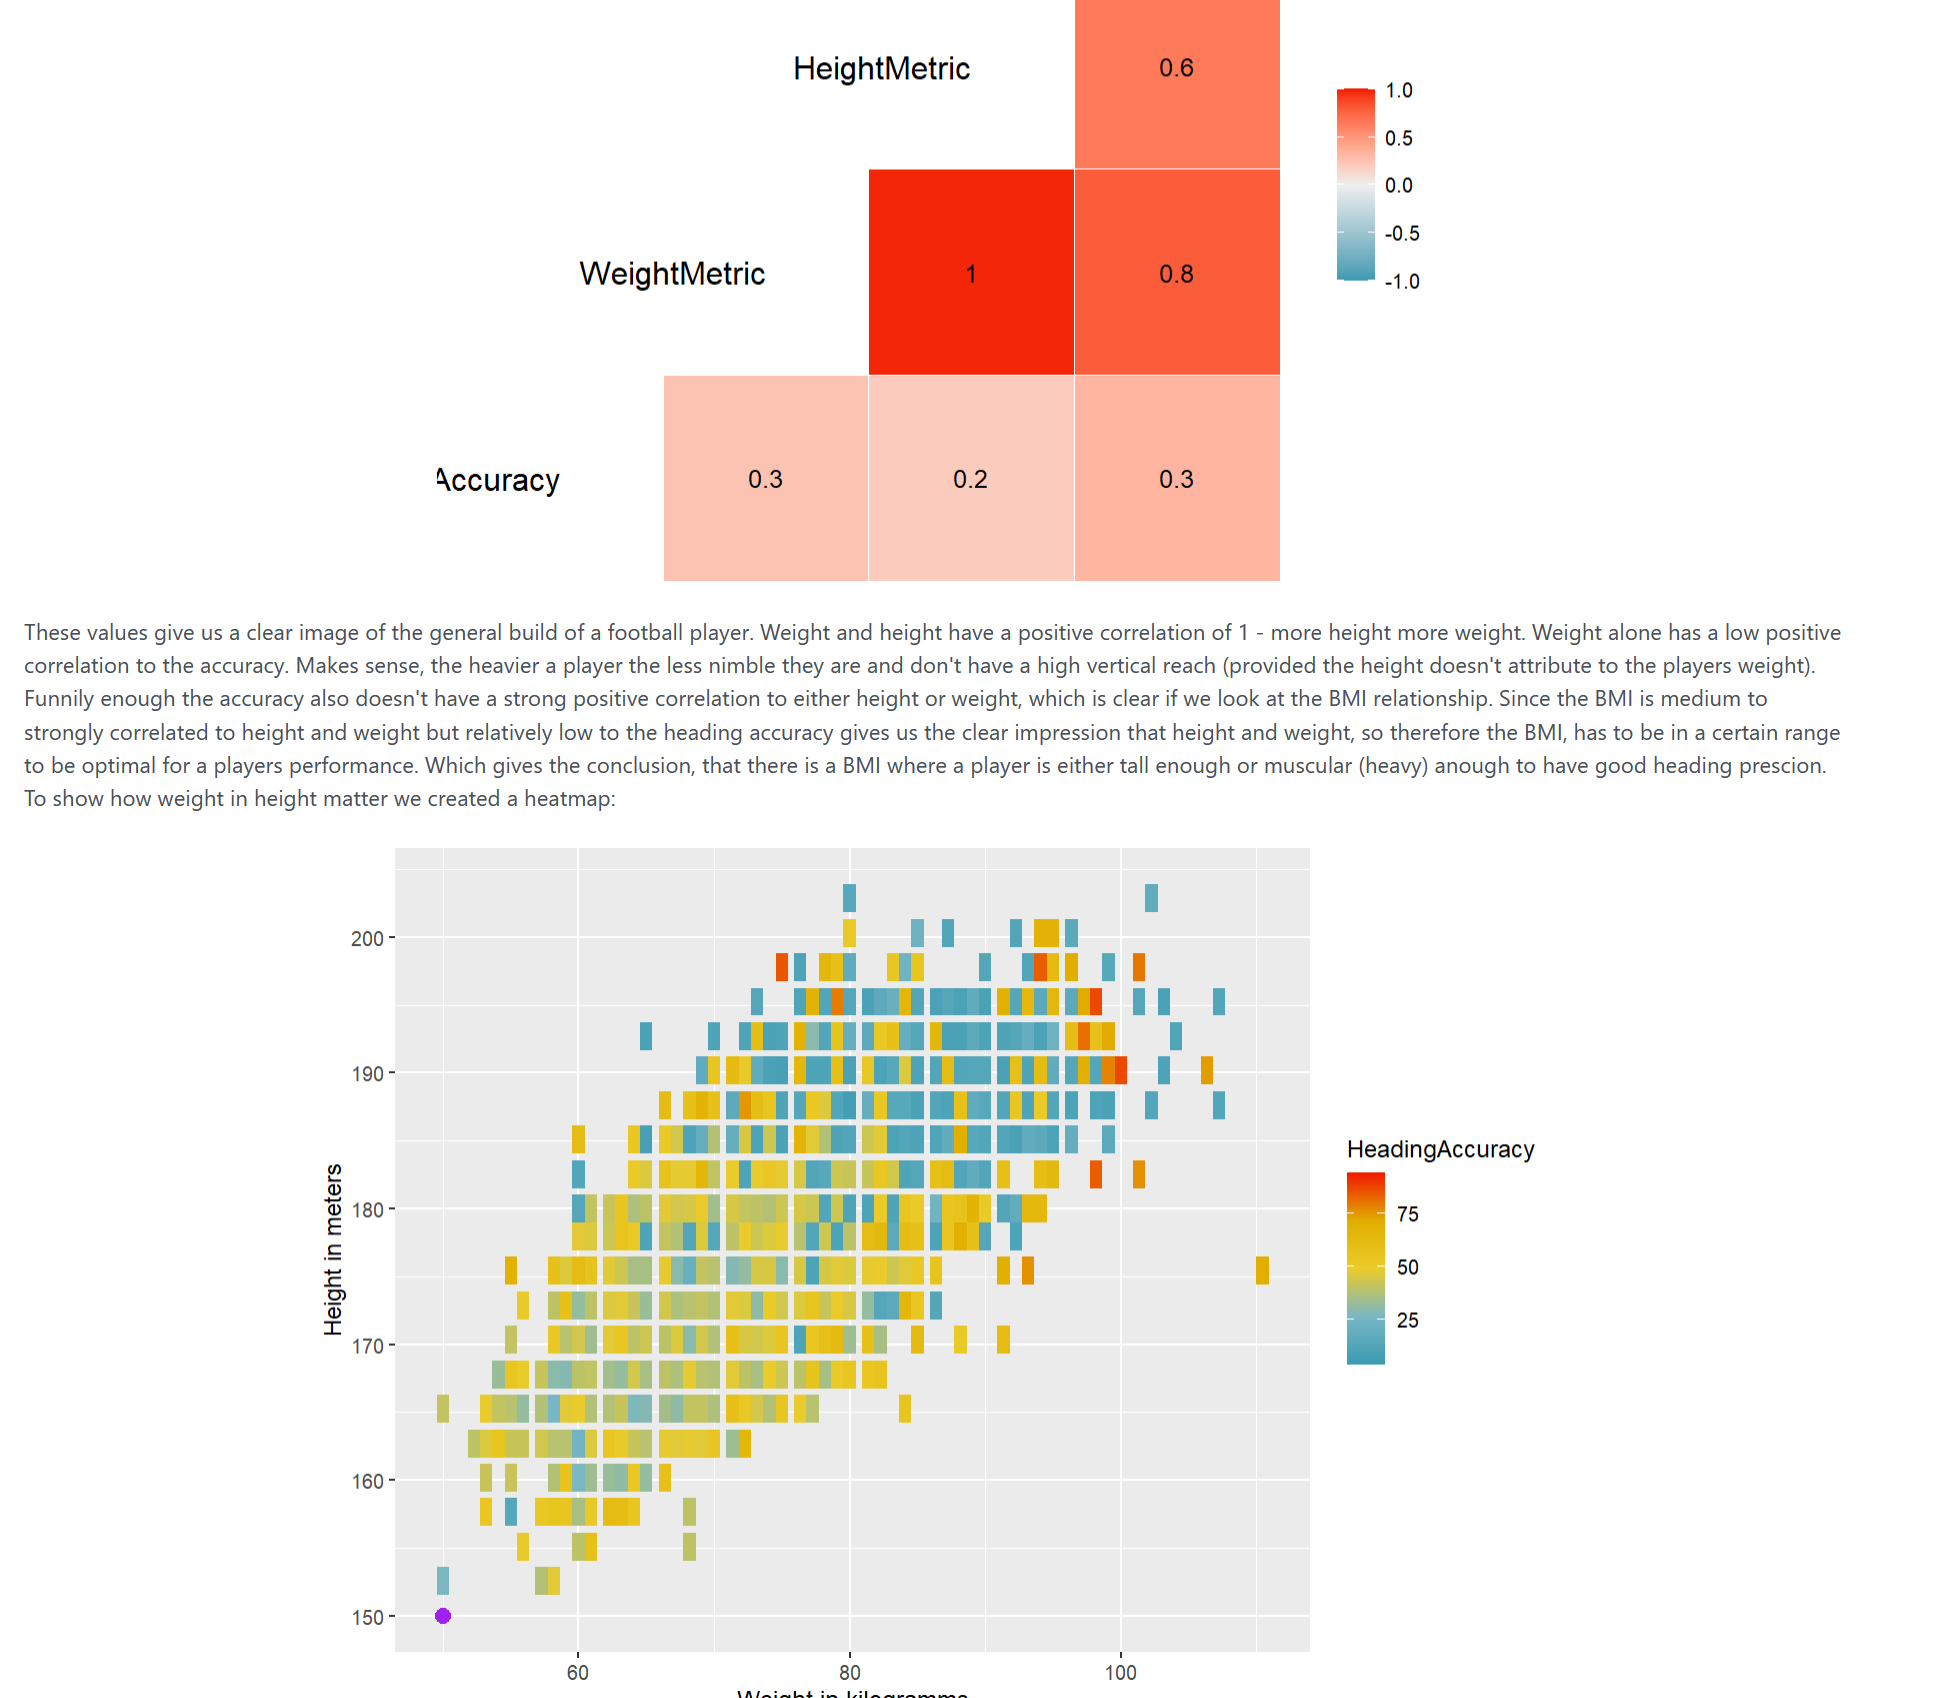 HeightMetric
0.6
1.0
0.5
0.0
-0.5
-1.0
WeightMetric
1
0.8
Accuracy
0.3
0.2
0.3
These values give us a clear image of the general build of a football player. Weight and height have a positive correlation of 1 - more height more weight. Weight alone has a low positive
correlation to the accuracy. Makes sense, the heavier a player the less nimble they are and don't have a high vertical reach (provided the height doesn't attribute to the players weight).
Funnily enough the accuracy also doesn't have a strong positive correlation to either height or weight, which is clear if we look at the BMI relationship. Since the BMI is medium to
strongly correlated to height and weight but relatively low to the heading accuracy gives us the clear impression that height and weight, so therefore the BMI, has to be in a certain range
to be optimal for a players performance. Which gives the conclusion, that there is a BMI where a player is either tall enough or muscular (heavy) anough to have good heading prescion.
To show how weight in height matter we created a heatmap:
200
190
180
170
160
150
Height in meters
HeadingAccuracy
75
50
25
60
80
100
Weight in kilogramms